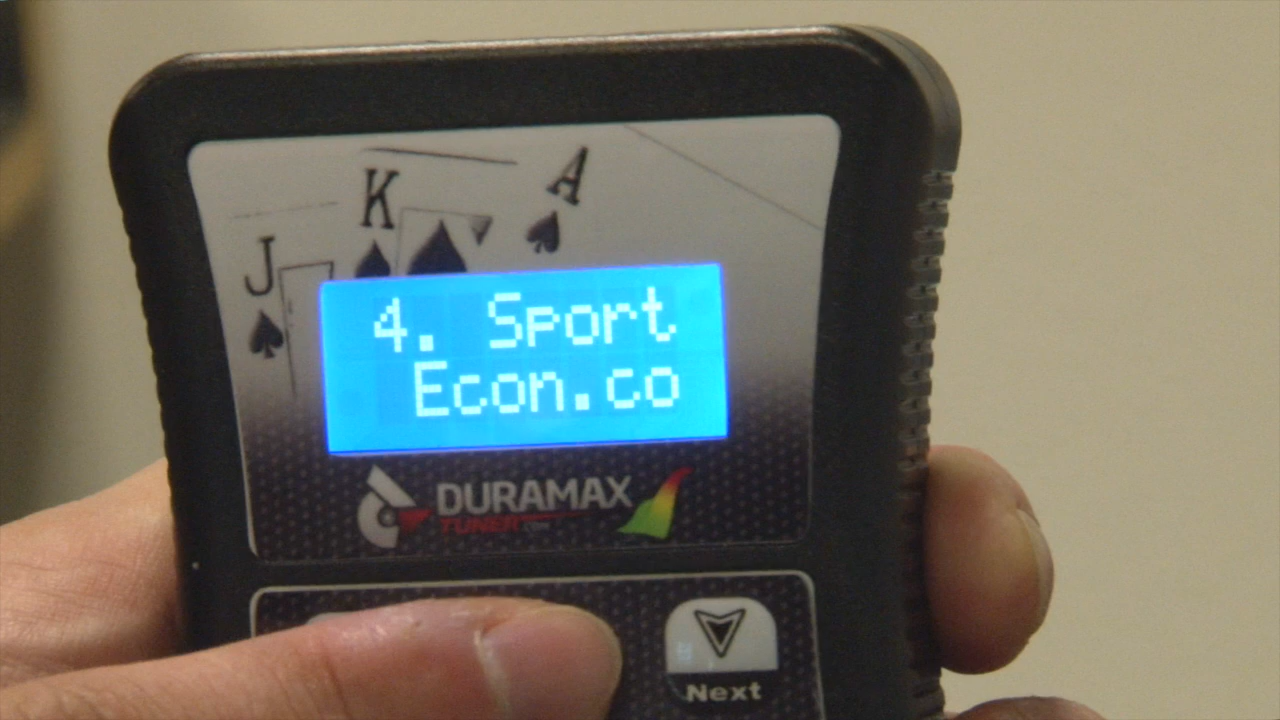 K
A
J
4. Sport
Econ.co
DURAMAX
TUNER
Next